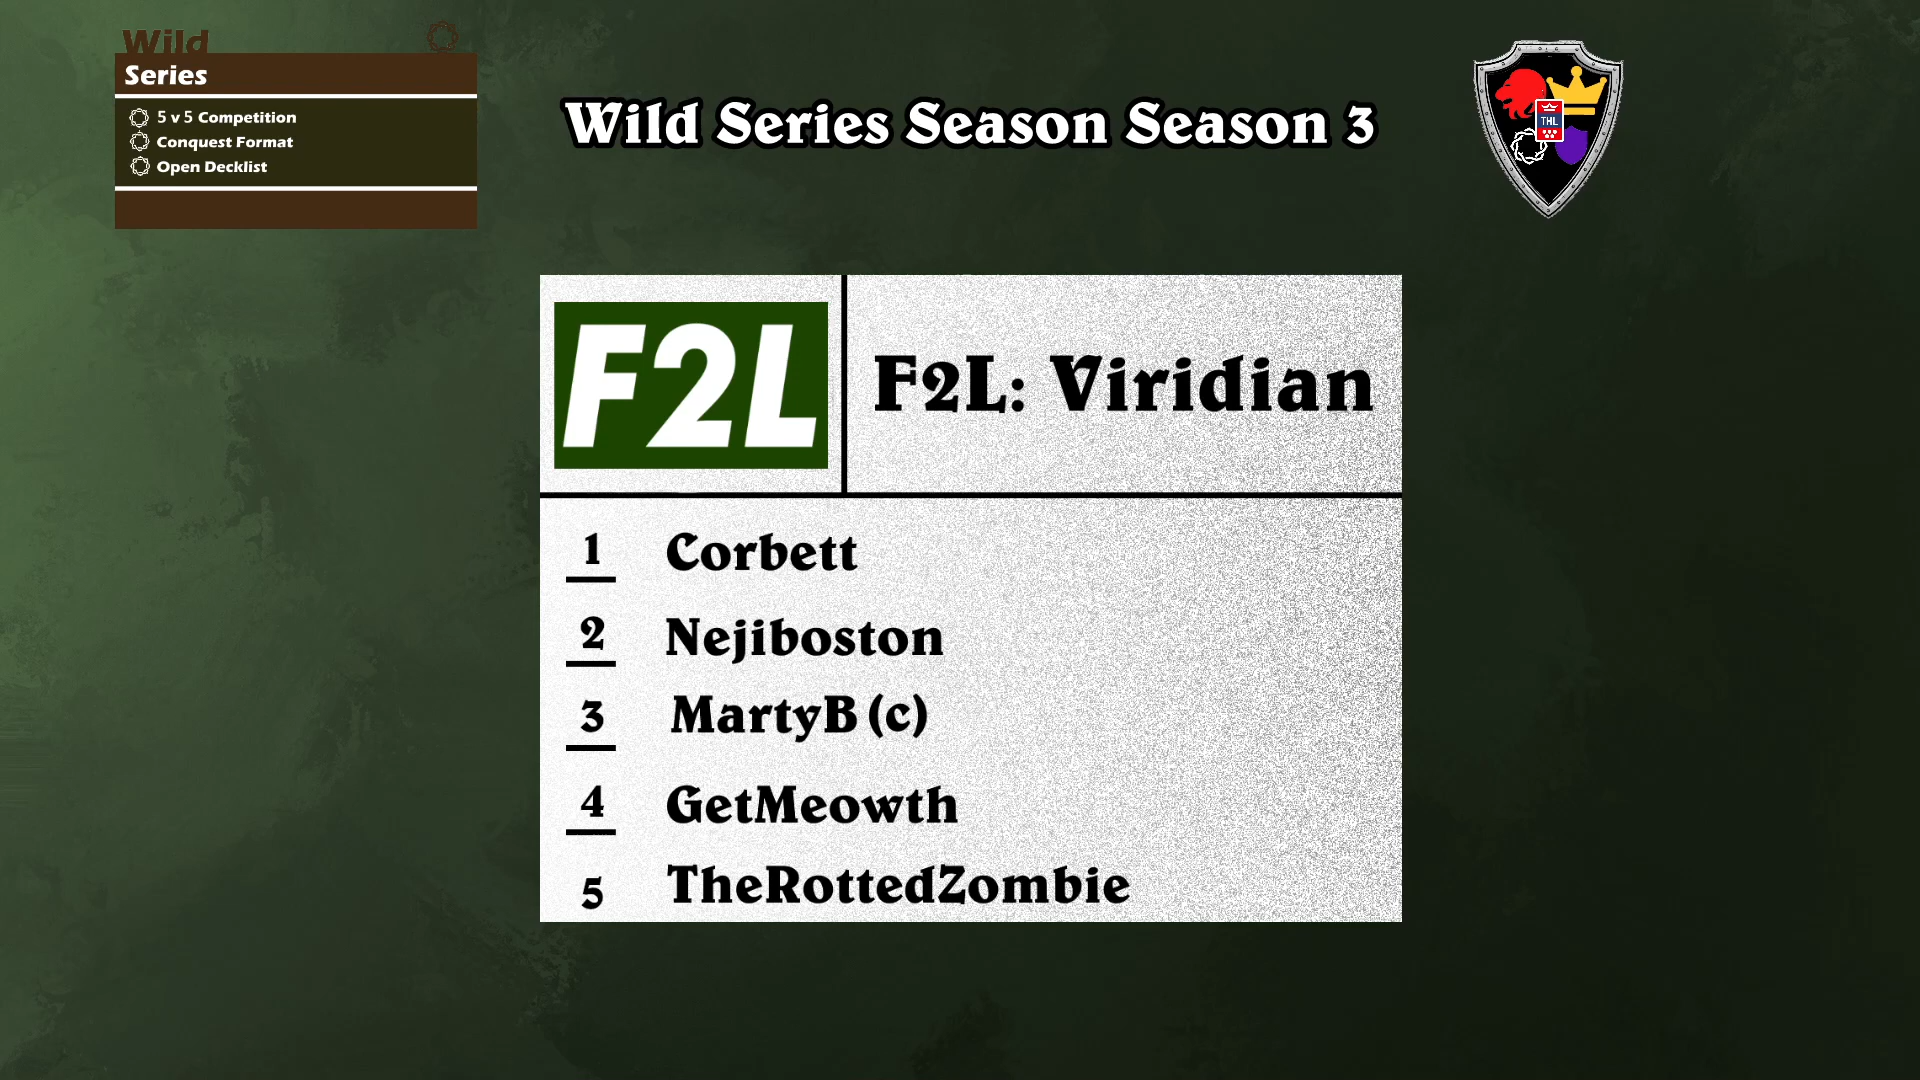 Wild
Series
5 v 5 Competition
Conquest Format
Open Decklist
Wild Series Season Season 3
THL
F2L
F2L: Viridian
1 Corbett
2 Nejiboston
3 MartyB (c)
4 GetMeowth
5 TheRottedZombie